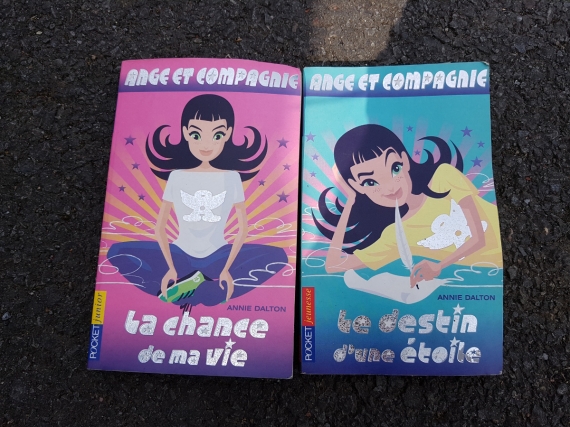 ANGE ET COMPAGNIE
ANNIE DALTON
La chance
de ma vie
POCKET junior
ANGE ET COMPAGNIE
ANNIE DALTON
Le destin
d'une étoile
POCKET jeunesse